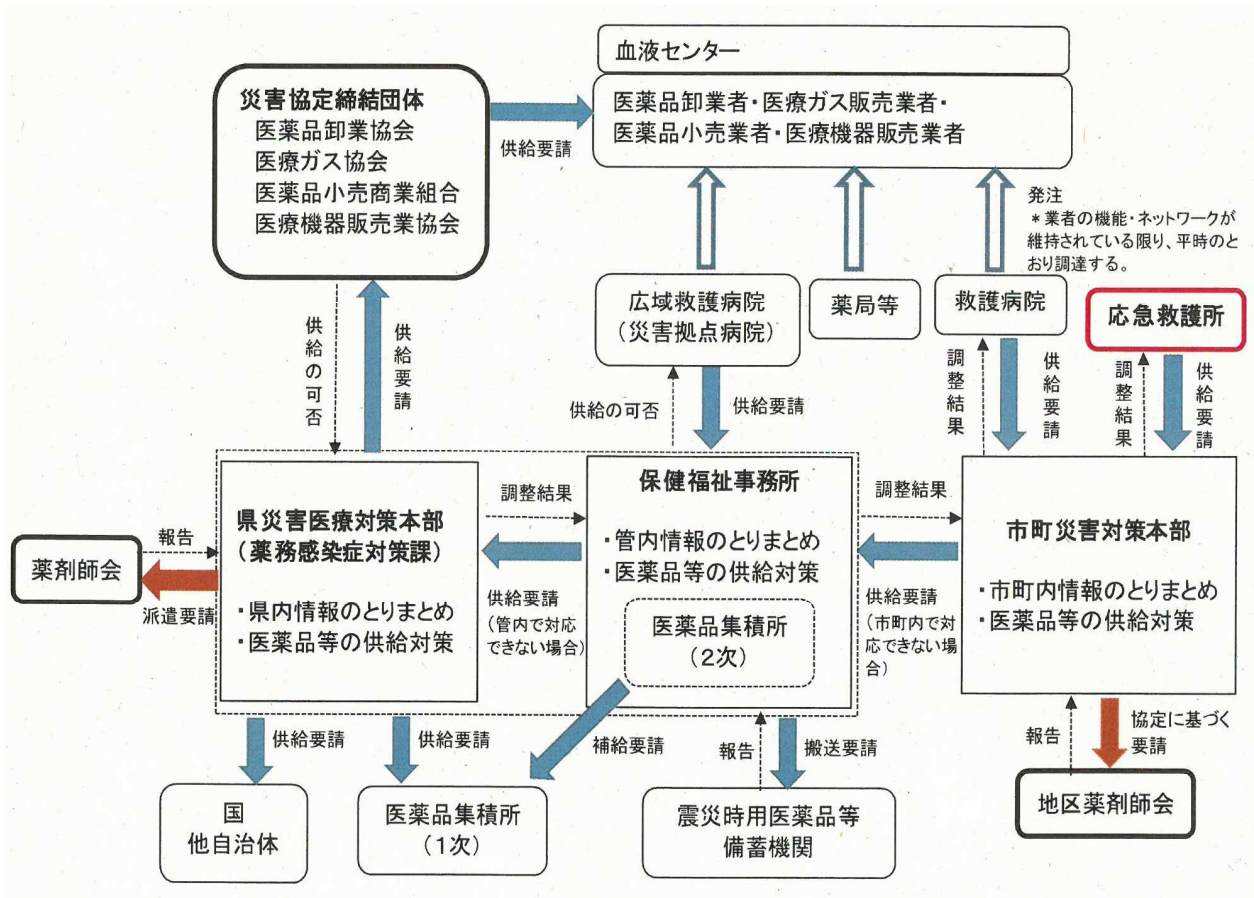 血液センター
災害協定締結団体
医薬品卸業協会
医療ガス協会
医薬品小売商業組合
医療機器販売業協会
供給要請
医薬品卸業者・医療ガス販売業者・
医薬品小売業者・医療機器販売業者
発注
＊業者の機能・ネットワークが
維持されている限り、平時のと
おり調達する。
供給の可否
供給要請
広域救護病院
（災害拠点病院）
薬局等
救護病院
応急救護所
供給の可否
供給要請
調整結果
供給要請
調整結果
供給要請
薬剤師会
報告
派遣要請
県災害医療対策本部
（薬務感染症対策課）
・県内情報のとりまとめ
・医薬品等の供給対策
調整結果
供給要請
（管内で対応
できない場合）
保健福祉事務所
・管内情報のとりまとめ
・医薬品等の供給対策
医薬品集積所
（2次）
調整結果
供給要請
（市町内で対
応できない場
合）
市町災害対策本部
・市町内情報のとりまとめ
・医薬品等の供給対策
供給要請
供給要請
補給要請
報告
搬送要請
報告
協定に基づく
要請
国
他自治体
医薬品集積所
（1次）
震災時用医薬品等
備蓄機関
地区薬剤師会